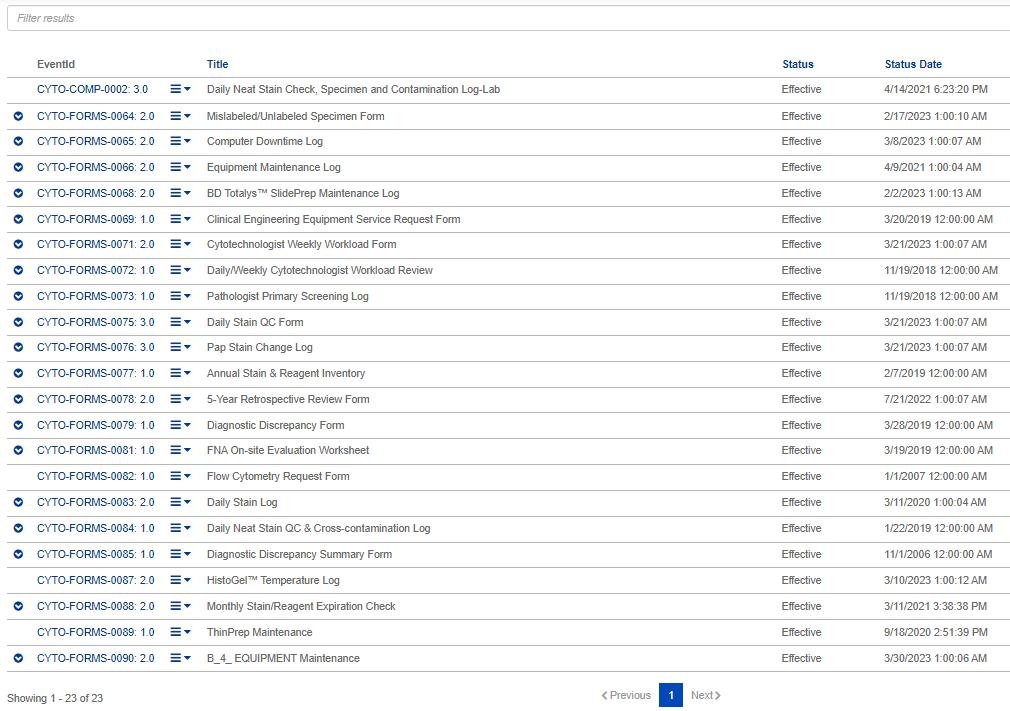 Filter results
EventId Title Status Status Date
CYTO-COMP-0002: 3.0 Daily Neat Stain Check, Specimen and Contamination Log-Lab Effective 4/14/2021 6:23:20 PM
CYTO-FORMS-0064: 2.0 Mislabeled/Unlabeled Specimen Form Effective 2/17/2023 1:00:10 AM
CYTO-FORMS-0065: 2.0 Computer Downtime Log Effective 3/8/2023 1:00:07 AM
CYTO-FORMS-0066: 2.0 Equipment Maintenance Log Effective 4/9/2021 1:00:04 AM
CYTO-FORMS-0068: 2.0 BD Totalys™ SlidePrep Maintenance Log Effective 2/2/2023 1:00:13 AM
CYTO-FORMS-0069: 1.0 Clinical Engineering Equipment Service Request Form Effective 3/20/2019 12:00:00 AM
CYTO-FORMS-0071: 2.0 Cytotechnologist Weekly Workload Form Effective 3/21/2023 1:00:07 AM
CYTO-FORMS-0072: 1.0 Daily/Weekly Cytotechnologist Workload Review Effective 11/19/2018 12:00:00 AM
CYTO-FORMS-0073: 1.0 Pathologist Primary Screening Log Effective 11/19/2018 12:00:00 AM
CYTO-FORMS-0075: 3.0 Daily Stain QC Form Effective 3/21/2023 1:00:07 AM
CYTO-FORMS-0076: 3.0 Pap Stain Change Log Effective 3/21/2023 1:00:07 AM
CYTO-FORMS-0077: 1.0 Annual Stain & Reagent Inventory Effective 2/7/2019 12:00:00 AM
CYTO-FORMS-0078: 2.0 5-Year Retrospective Review Form Effective 7/21/2022 1:00:07 AM
CYTO-FORMS-0079: 1.0 Diagnostic Discrepancy Form Effective 3/28/2019 12:00:00 AM
CYTO-FORMS-0081: 1.0 FNA On-site Evaluation Worksheet Effective 3/19/2019 12:00:00 AM
CYTO-FORMS-0082: 1.0 Flow Cytometry Request Form Effective 1/1/2007 12:00:00 AM
CYTO-FORMS-0083: 2.0 Daily Stain Log Effective 3/11/2020 1:00:04 AM
CYTO-FORMS-0084: 1.0 Daily Neat Stain QC & Cross-contamination Log Effective 1/22/2019 12:00:00 AM
CYTO-FORMS-0085: 1.0 Diagnostic Discrepancy Summary Form Effective 11/1/2006 12:00:00 AM
CYTO-FORMS-0087: 2.0 HistoGel™ Temperature Log Effective 3/10/2023 1:00:12 AM
CYTO-FORMS-0088: 2.0 Monthly Stain/Reagent Expiration Check Effective 3/11/2021 3:38:38 PM
CYTO-FORMS-0089: 1.0 ThinPrep Maintenance Effective 9/18/2020 2:51:39 PM
CYTO-FORMS-0090: 2.0 B_4_ EQUIPMENT Maintenance Effective 3/30/2023 1:00:06 AM
Showing 1 - 23 of 23 Previous 1 Next